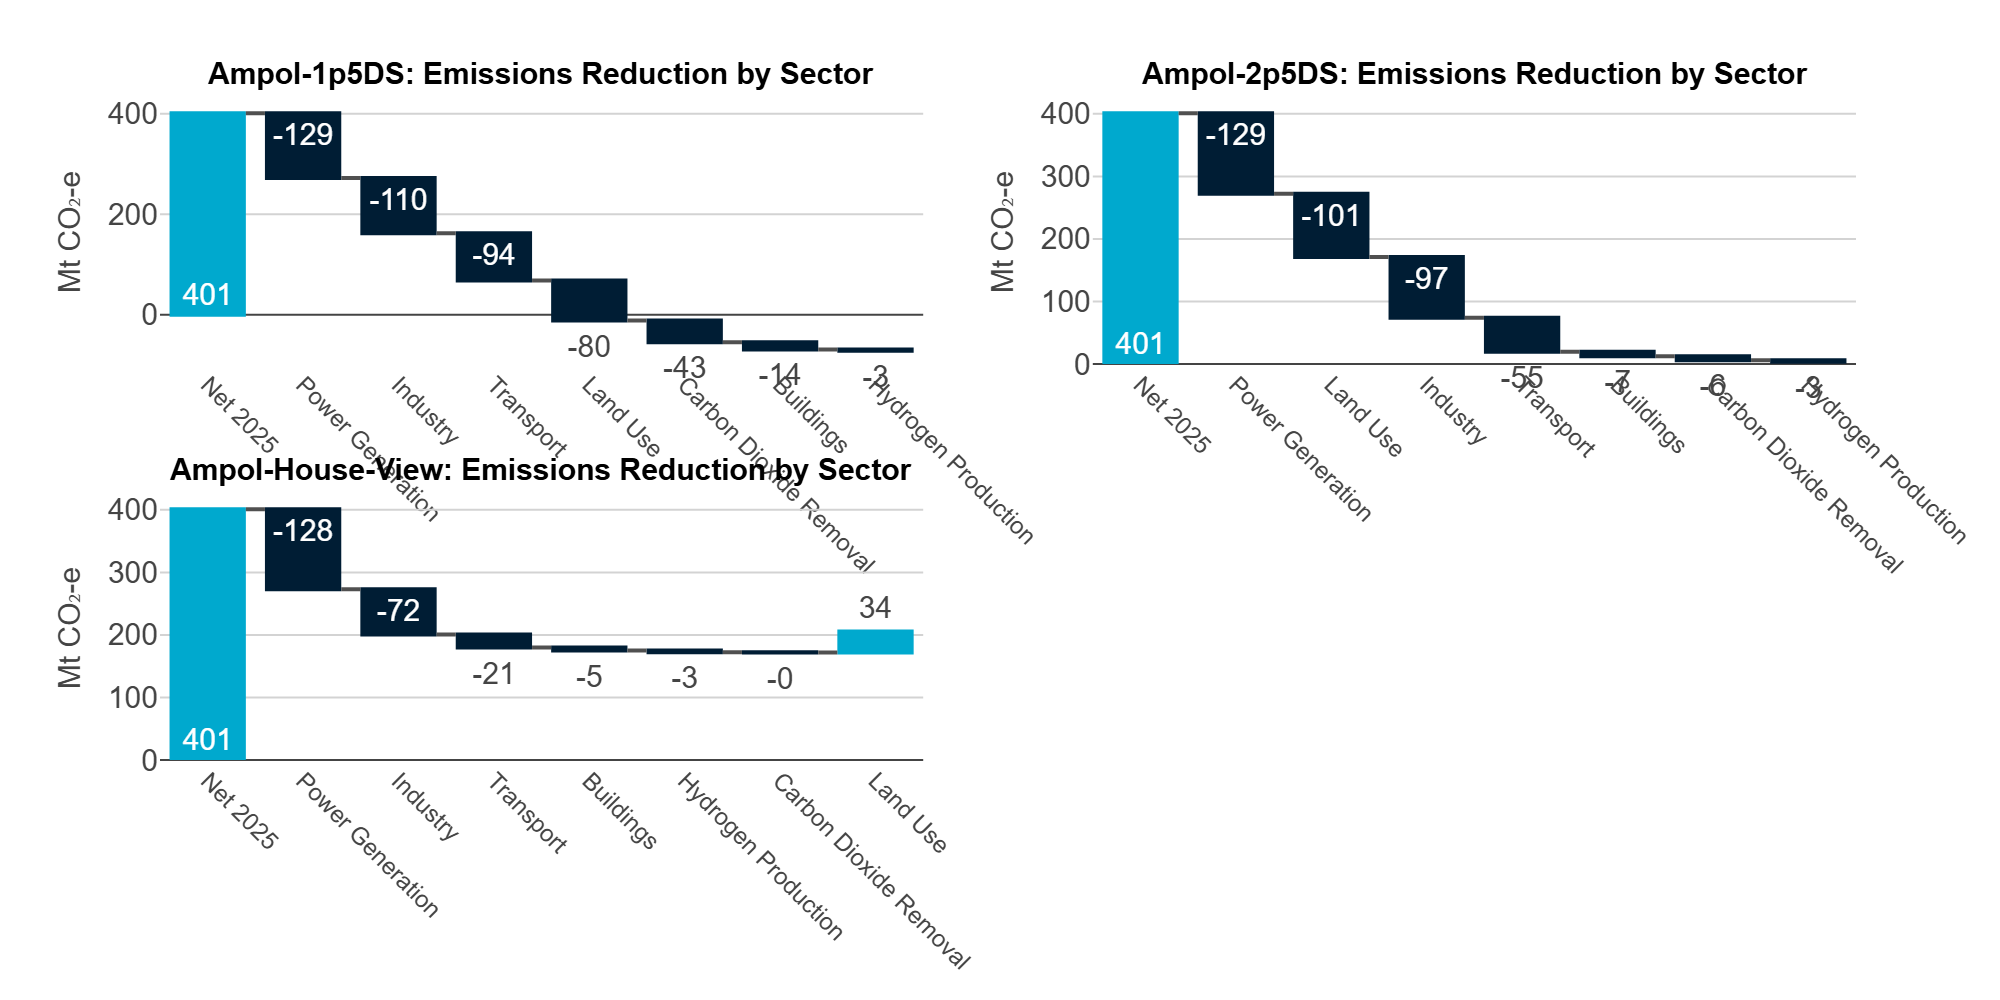 Ampol-1p5DS: Emissions Reduction by Sector
Mt CO₂-e
400
200
0
401
-129
-110
-94
-80
-43
-14
-3
Net 2025
Power Generation
Industry
Transport
Land Use
Carbon Dioxide Removal
Buildings
Hydrogen Production
Ampol-2p5DS: Emissions Reduction by Sector
Mt CO₂-e
400
300
200
100
0
401
-129
-101
-97
-55
-6
Net 2025
Power Generation
Land Use
Industry
Transport
Buildings
Carbon Dioxide Removal
Hydrogen Production
Ampol-House-View: Emissions Reduction by Sector
Mt CO₂-e
400
300
200
100
0
401
-128
-72
-21
-5
-3
-0
34
Net 2025
Power Generation
Industry
Transport
Buildings
Hydrogen Production
Carbon Dioxide Removal
Land Use